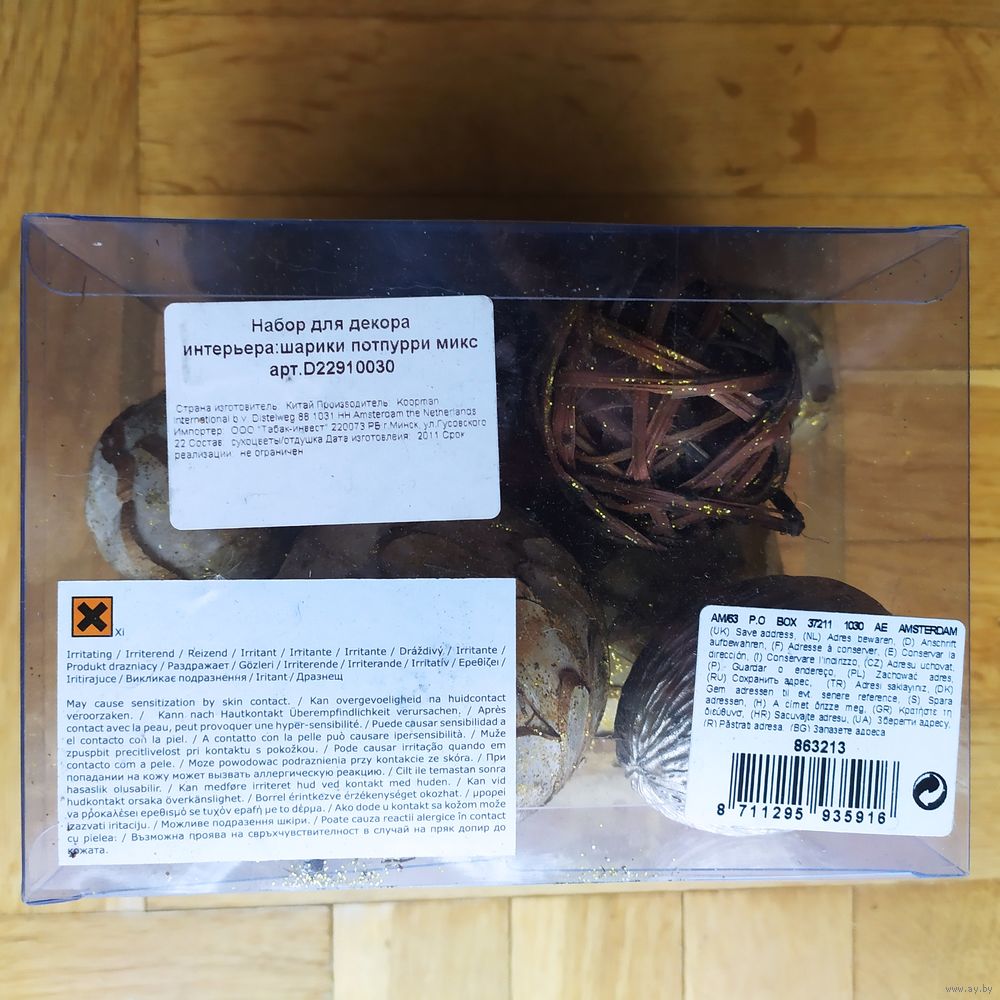 Набор для декора
интерьера:шарики потпурри микс
арт.D22910030
Страна изготовитель: Китай Производитель: Koopman
International b.v. Distelweg 88 1031 HH Amsterdam the Netherlands
Импортер: ООО "Табак-инвест" 220073 РБ г.Минск, ул.Гусовского
22 Состав: сухоцветы/отдушка Дата изготовления: 2011 Срок
реализации: не ограничен
Xi
Irritating / Irriterend / Reizend / Irritant / Irritante / Irritante / Dráždivý / Irritante /
Produkt drazniacy / Раздражает / Gözleri / Irriterende / Irriterande / Irritatív / Ερεθίζει /
Iritirajuce / Викликає подразнення / Iritant / Дразнещ
May cause sensitization by skin contact. / Kan overgevoeligheid na huidcontact
veroorzaken. / Kann nach Hautkontakt Überempfindlichkeit verursachen. / Après
contact avec la peau, peut provoquer une hyper-sensibilité. / Puede causar sensibilidad a
el contacto con la piel. / A contatto con la pelle può causare ipersensibilità. / Muže
zpuspbit precitlivelost pri kontaktu s pokožkou. / Pode causar irritação quando em
contacto com a pele. / Moze powodowac podraznienia przy kontakcie ze skóra. / При
попадании на кожу может вызвать аллергическую реакцию. / Cilt ile temastan sonra
hasaslik olusabilir. / Kan medføre irriteret hud ved kontakt med huden. / Kan vid
hudkontakt orsaka överkänslighet. / Borrel érintkezve érzékenységet okozhat. / μπορεί
να προκαλέσει ερεθισμό σε τυχόν επαφή με το δέρμα. / Ako dode u kontakt sa kožom može
izazvati iritaciju. / Можливе подразнення шкіри. / Poate cauza reactii alergice în contact
cu pielea: / Възможна проява на свръхчувствителност в случай на пряк допир до
кожата.
AM/63 P.O BOX 37211 1030 AE AMSTERDAM
(UK) Save address, (NL) Adres bewaren, (D) Anschrift
aufbewahren, (F) Adresse à conserver, (E) Conservar la
dirección, (I) Conservare l'indirizzo, (CZ) Adresu uchovat,
(P) Guardar o endereço, (PL) Zachować adres,
(RU) Сохранить адрес, (TR) Adresi saklayiniz, (DK)
Gem adressen til evt. senere reference, (S) Spara
adressen, (H) A címet őrizze meg, (GR) Κρατήστε τη
διεύθυνση, (HR) Sacuvajte adresu, (UA) Зберегти адресу,
(R) Păstrati adresa, (BG) Запазете адреса
863213
8 711295 935916
www.ay.by